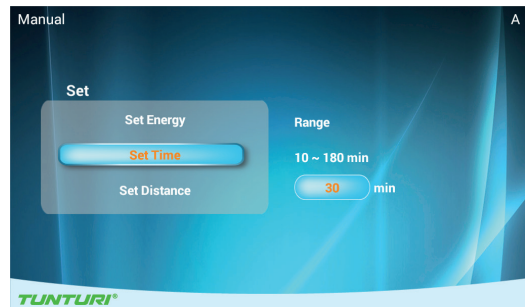 Manual
A
Set
Set Energy
Set Time
Set Distance
Range
10 ~ 180 min
30 min
TUNTURI®